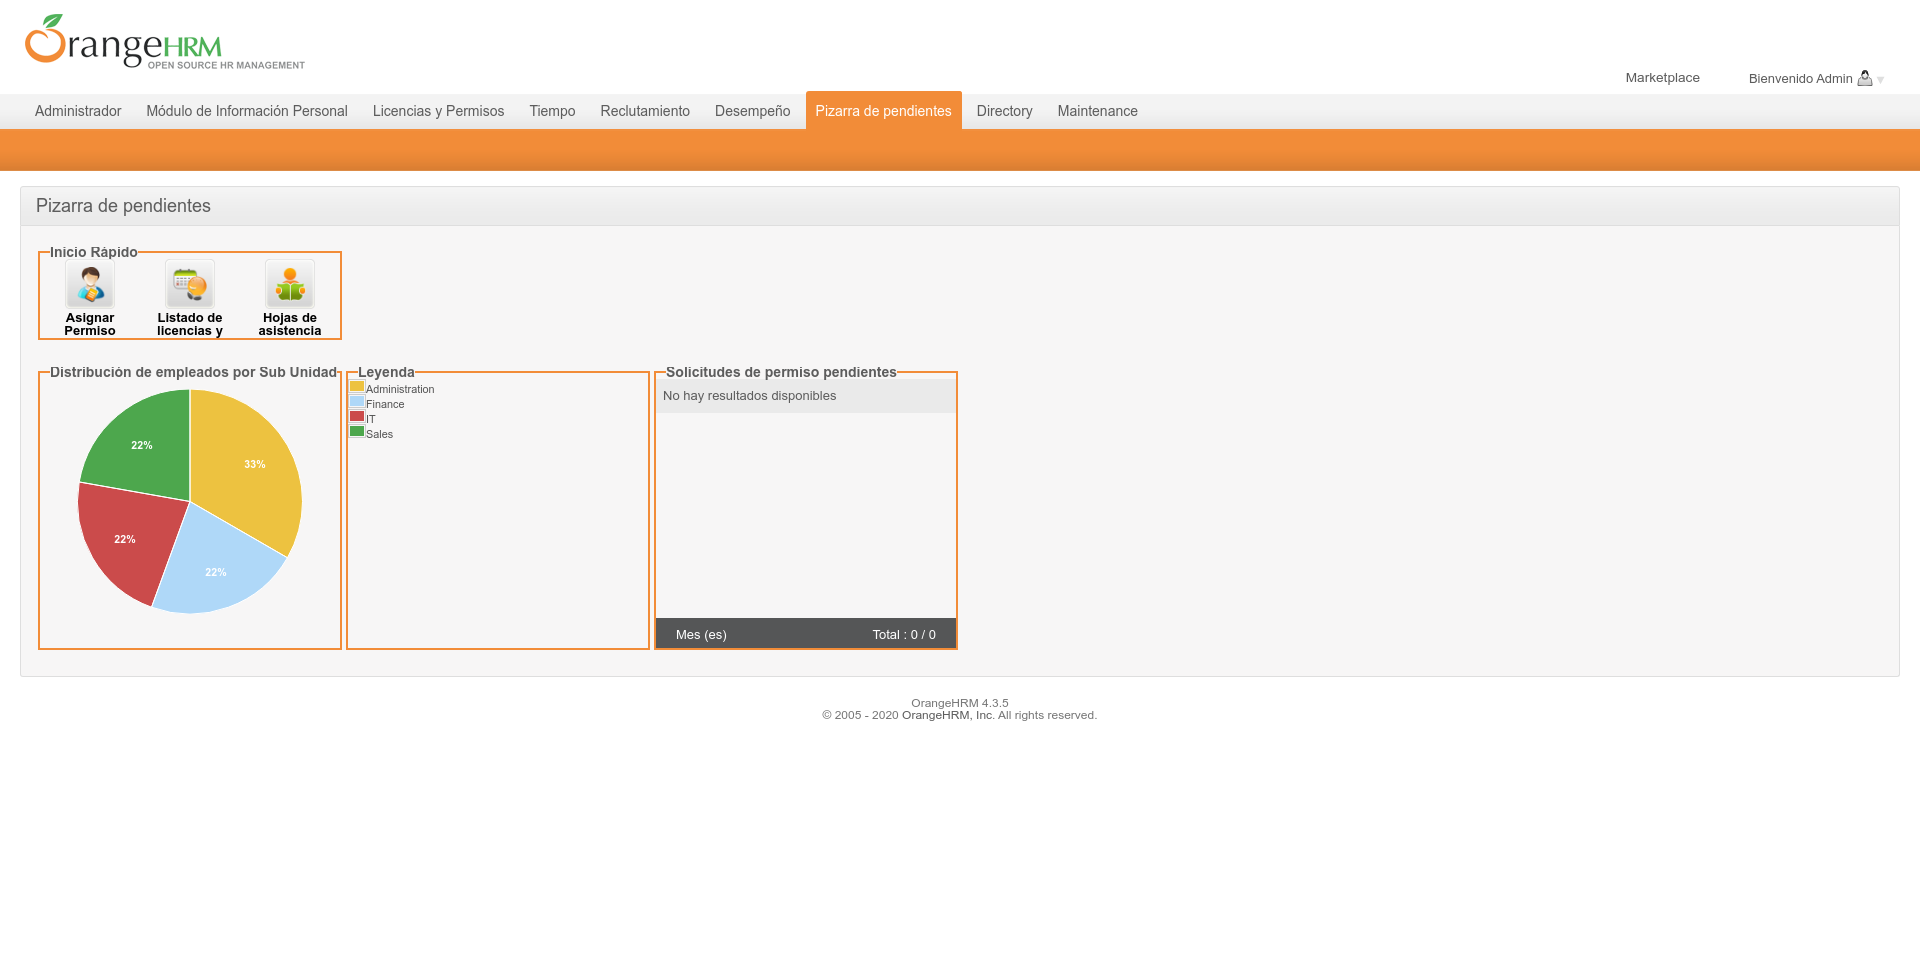 OrangeHRM
OPEN SOURCE HR MANAGEMENT
Marketplace
Bienvenido Admin
Administrador Módulo de Información Personal Licencias y Permisos Tiempo Reclutamiento Desempeño Pizarra de pendientes Directory Maintenance
Pizarra de pendientes
Inicio Rápido
Asignar
Permiso
Listado de
licencias y
Hojas de
asistencia
Distribución de empleados por Sub Unidad
22%
33%
22%
22%
Leyenda
Administration
Finance
IT
Sales
Solicitudes de permiso pendientes
No hay resultados disponibles
Mes (es) Total : 0 / 0
OrangeHRM 4.3.5
© 2005 - 2020 OrangeHRM, Inc. All rights reserved.